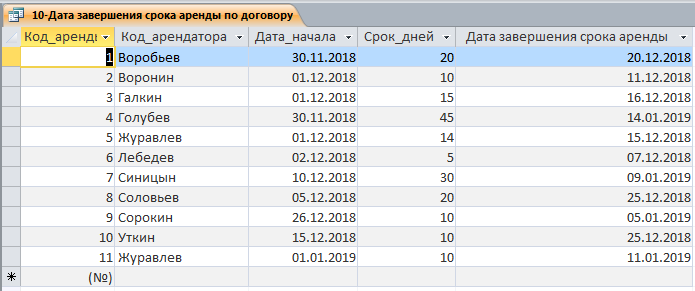 10-Дата завершения срока аренды по договору
Код_аренды Код_арендатора Дата_начала Срок_дней Дата завершения срока аренды
1 Воробьев 30.11.2018 20 20.12.2018
2 Воронин 01.12.2018 10 11.12.2018
3 Галкин 01.12.2018 15 16.12.2018
4 Голубев 30.11.2018 45 14.01.2019
5 Журавлев 01.12.2018 14 15.12.2018
6 Лебедев 02.12.2018 5 07.12.2018
7 Синицын 10.12.2018 30 09.01.2019
8 Соловьев 05.12.2018 20 25.12.2018
9 Сорокин 26.12.2018 10 05.01.2019
10 Уткин 15.12.2018 10 25.12.2018
11 Журавлев 01.01.2019 10 11.01.2019
(№)